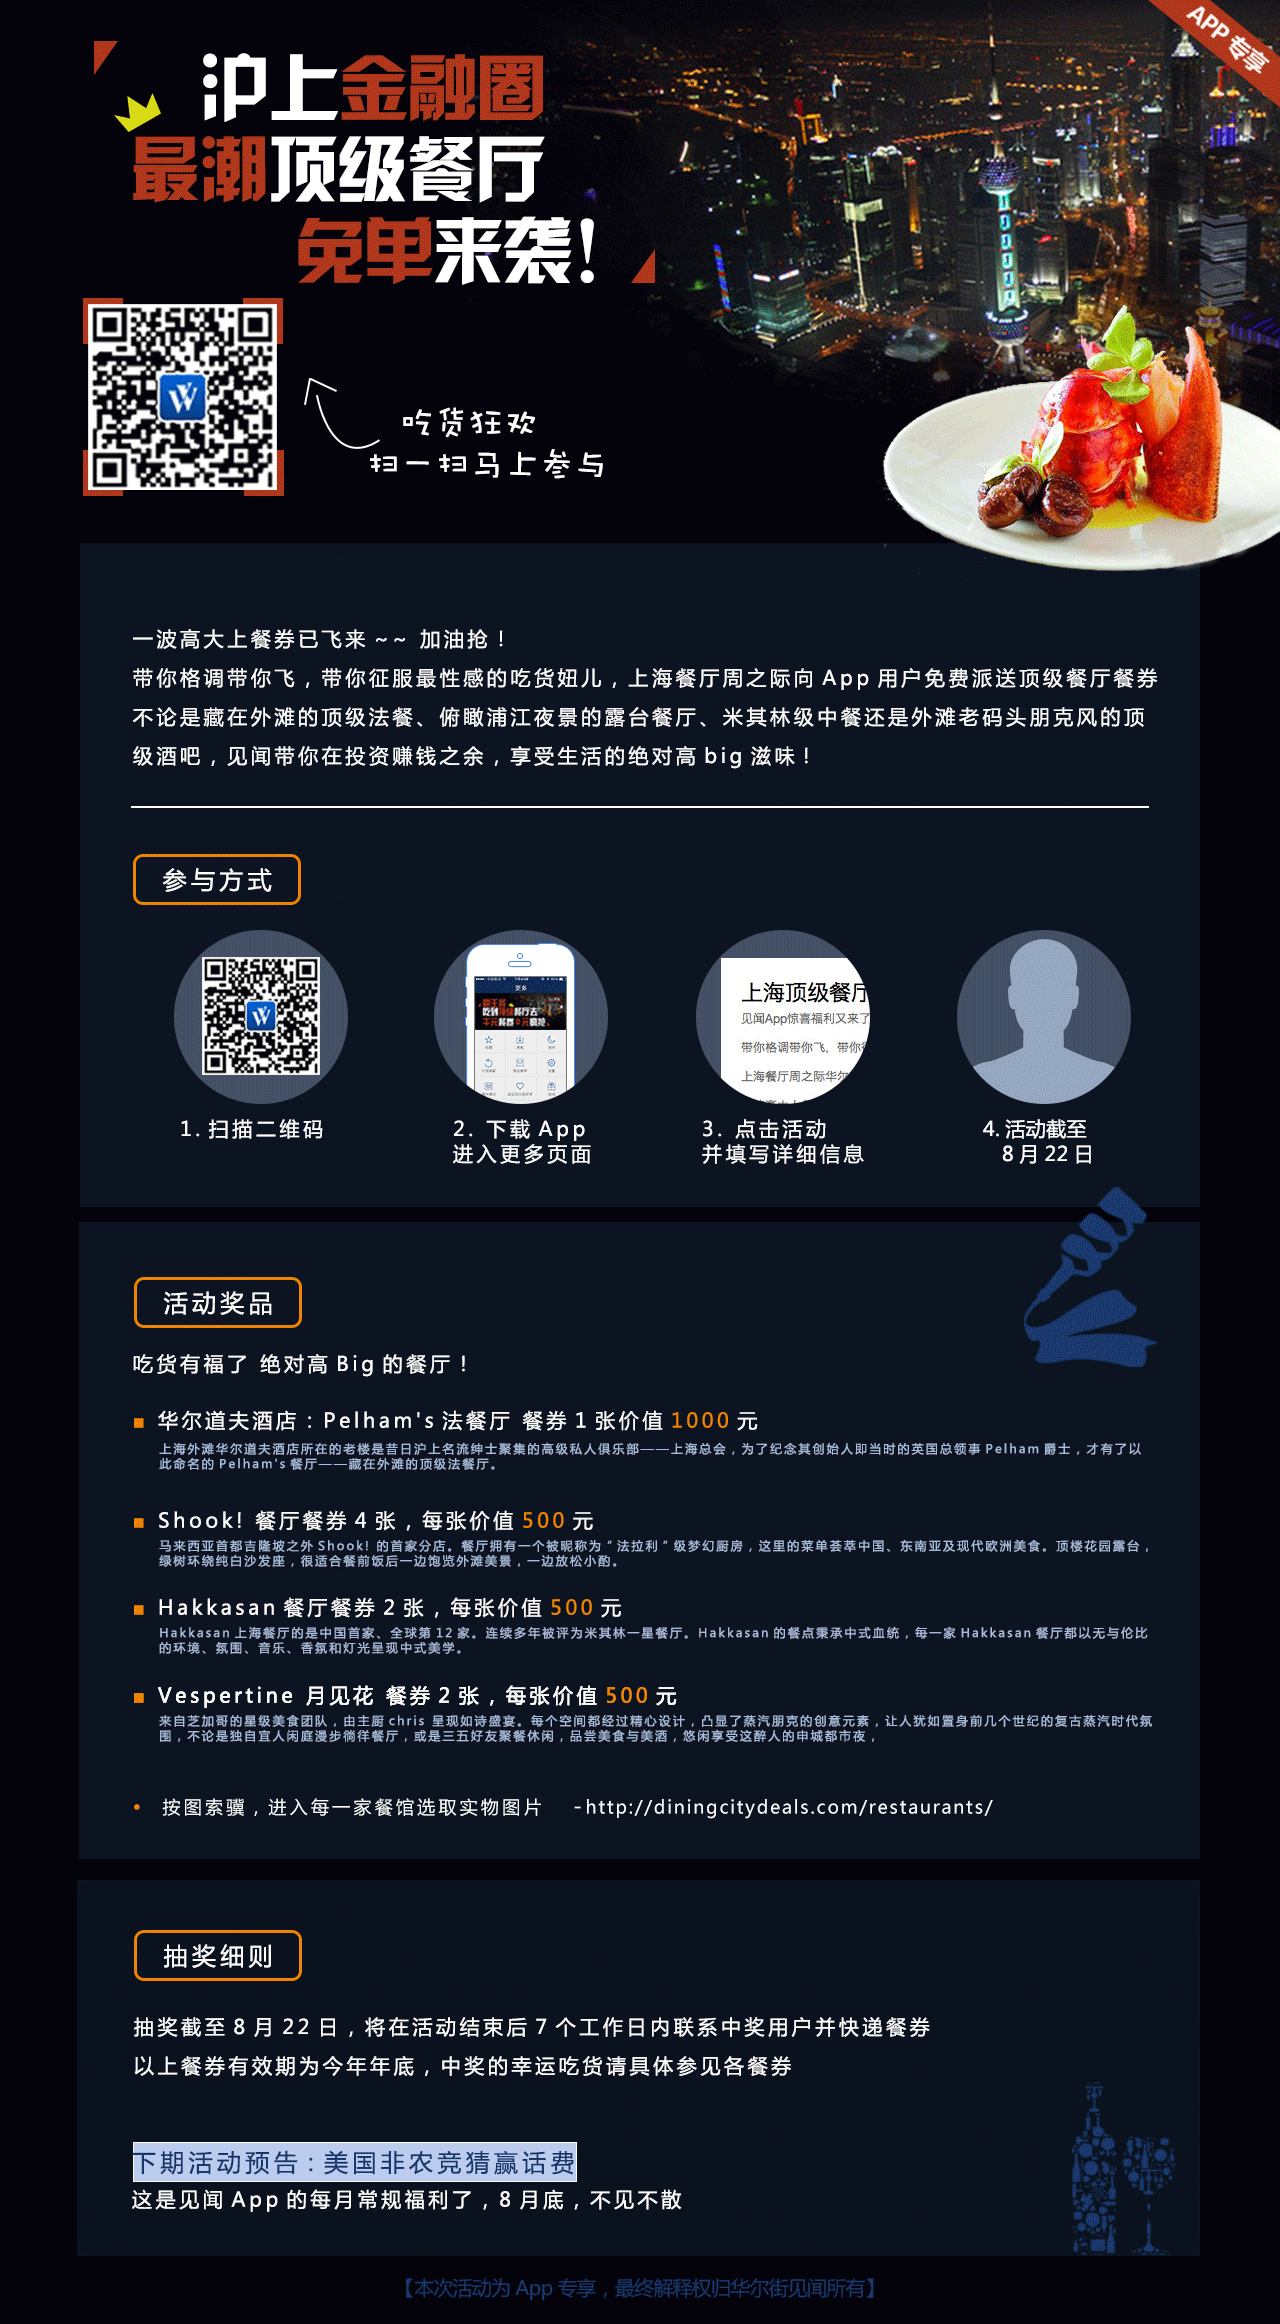 APP 专享
沪上金融圈
最潮顶级餐厅
免单来袭!
吃货狂欢
扫一扫马上参与
一波高大上餐券已飞来 ~~ 加油抢！
带你格调带你飞，带你征服最性感的吃货妞儿，上海餐厅周之际向 App 用户免费派送顶级餐厅餐券
不论是藏在外滩的顶级法餐、俯瞰浦江夜景的露台餐厅、米其林级中餐还是外滩老码头朋克风的顶
级酒吧，见闻带你在投资赚钱之余，享受生活的绝对高 big 滋味！
参与方式
更多
吃到顶级餐厅去
千元餐券0元疯抢
上海顶级餐厅
见闻App惊喜福利又来了
带你格调带你飞，带你
上海餐厅周之际华尔
1. 扫描二维码
2. 下载 App
进入更多页面
3. 点击活动
并填写详细信息
4. 活动截至
8 月 22 日
活动奖品
吃货有福了 绝对高 Big 的餐厅！
华尔道夫酒店：Pelham's 法餐厅 餐券 1 张价值 1000 元
上海外滩华尔道夫酒店所在的老楼是昔日沪上名流绅士聚集的高级私人俱乐部——上海总会，为了纪念其创始人即当时的英国总领事 Pelham 爵士，才有了以
此命名的 Pelham's 餐厅——藏在外滩的顶级法餐厅。
Shook! 餐厅餐券 4 张，每张价值 500 元
马来西亚首都吉隆坡之外 Shook! 的首家分店。餐厅拥有一个被昵称为 " 法拉利 " 级梦幻厨房，这里的菜单荟萃中国、东南亚及现代欧洲美食。顶楼花园露台，
绿树环绕纯白沙发座，很适合餐前饭后一边饱览外滩美景，一边放松小酌。
Hakkasan 餐厅餐券 2 张，每张价值 500 元
Hakkasan 上海餐厅的是中国首家、全球第 12 家。连续多年被评为米其林一星餐厅。Hakkasan 的餐点秉承中式血统，每一家 Hakkasan 餐厅都以无与伦比
的环境、氛围、音乐、香氛和灯光呈现中式美学。
Vespertine 月见花 餐券 2 张，每张价值 500 元
来自芝加哥的星级美食团队，由主厨 chris 呈现如诗盛宴。每个空间都经过精心设计，凸显了蒸汽朋克的创意元素，让人犹如置身前几个世纪的复古蒸汽时代氛
围，不论是独自宜人闲庭漫步徜徉餐厅，或是三五好友聚餐休闲，品尝美食与美酒，悠闲享受这醉人的申城都市夜，
• 按图索骥，进入每一家餐馆选取实物图片 -http://diningcitydeals.com/restaurants/
抽奖细则
抽奖截至 8 月 22 日，将在活动结束后 7 个工作日内联系中奖用户并快递餐券
以上餐券有效期为今年年底，中奖的幸运吃货请具体参见各餐券
下期活动预告：美国非农竞猜赢话费
这是见闻 App 的每月常规福利了，8 月底，不见不散
【本次活动为 App 专享，最终解释权归华尔街见闻所有】